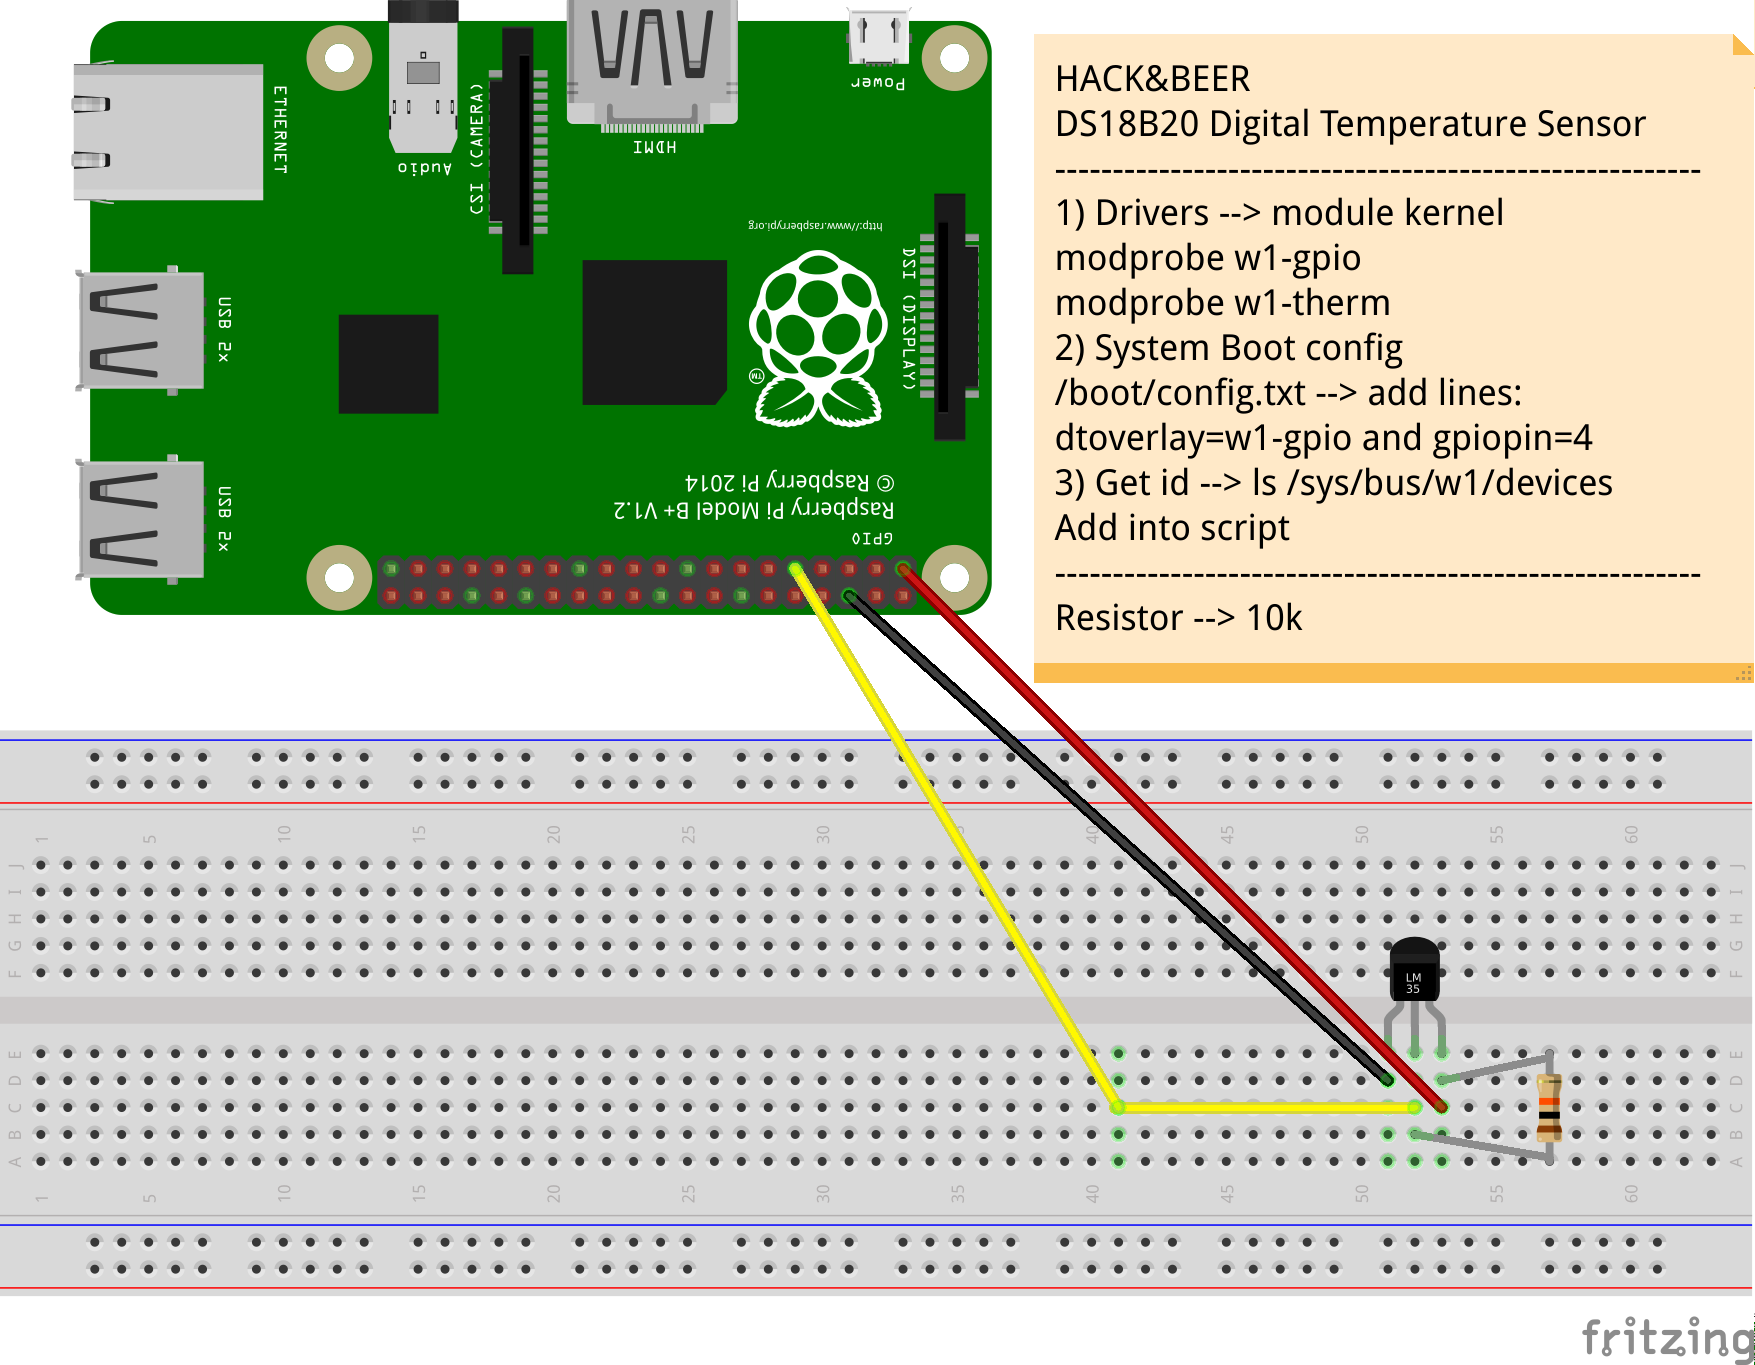 HACK&BEER
DS18B20 Digital Temperature Sensor
--------------------------------------------------------
1) Drivers --> module kernel
modprobe w1-gpio
modprobe w1-therm
2) System Boot config
/boot/config.txt --> add lines:
dtoverlay=w1-gpio and gpiopin=4
3) Get id --> ls /sys/bus/w1/devices
Add into script
--------------------------------------------------------
Resistor --> 10k
ETHERNET
Audio
CSI (CAMERA)
HDMI
Power
http://www.raspberrypi.org
DSI (DISPLAY)
TM
USB 2x
USB 2x
© Raspberry Pi 2014
Raspberry Pi Model B+ V1.2
GPIO
1 5 10 15 20 25 30 35 40 45 50 55 60
J J
I I
H H
G G
F F
LM
35
E E
D D
C C
B B
A A
1 5 10 15 20 25 30 35 40 45 50 55 60
fritzing